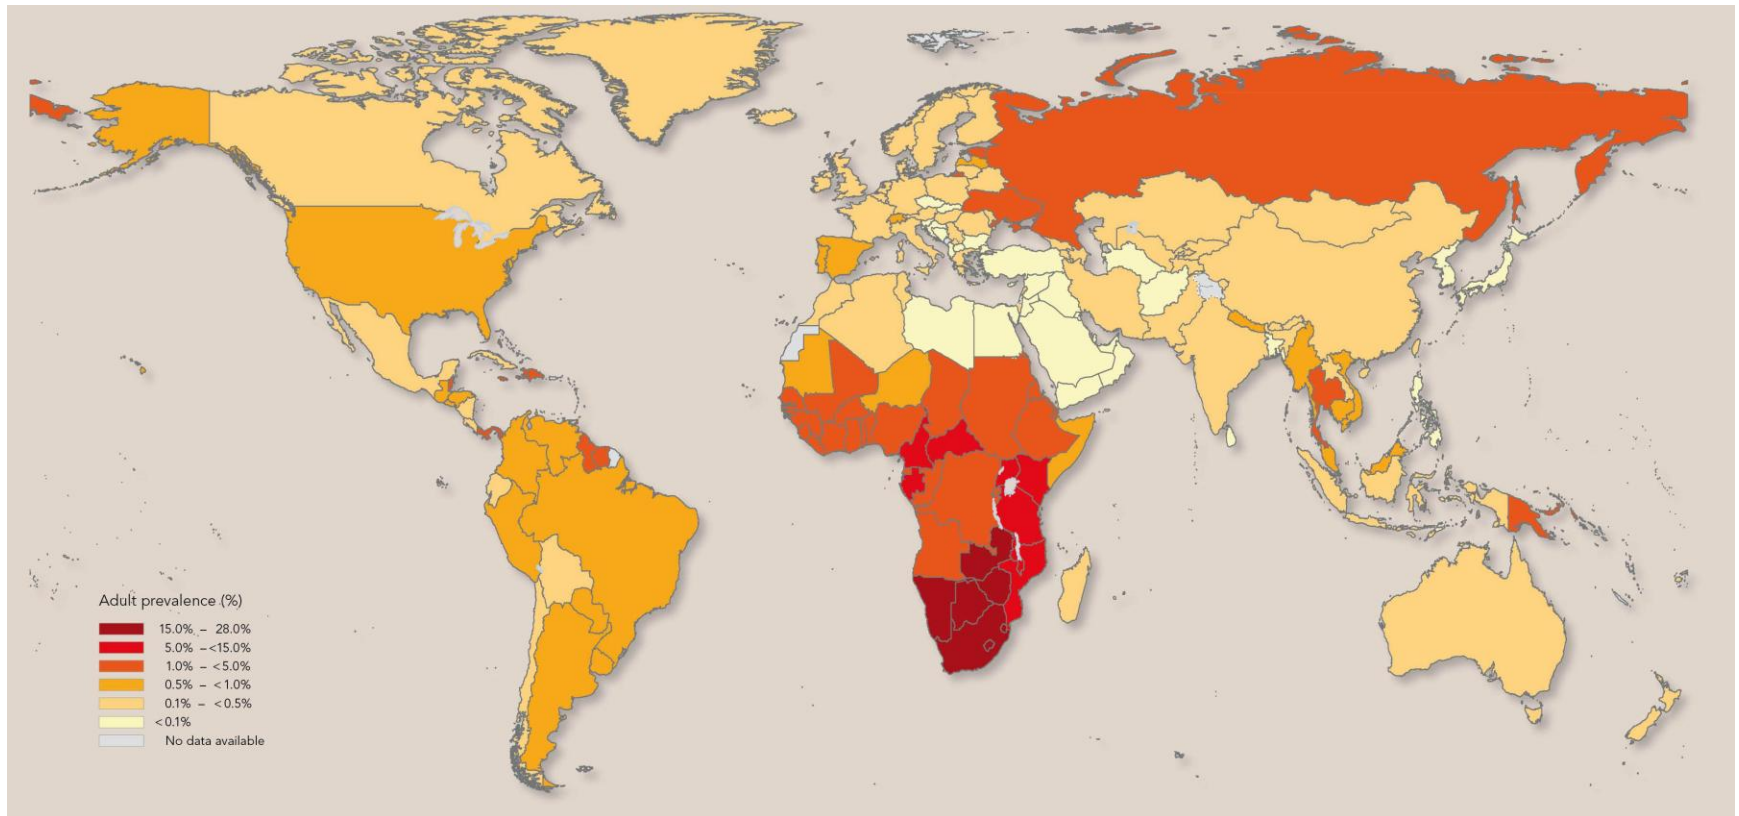 Adult prevalence (%)
15.0% – 28.0%
5.0% – <15.0%
1.0% – <5.0%
0.5% – <1.0%
0.1% – <0.5%
<0.1%
No data available